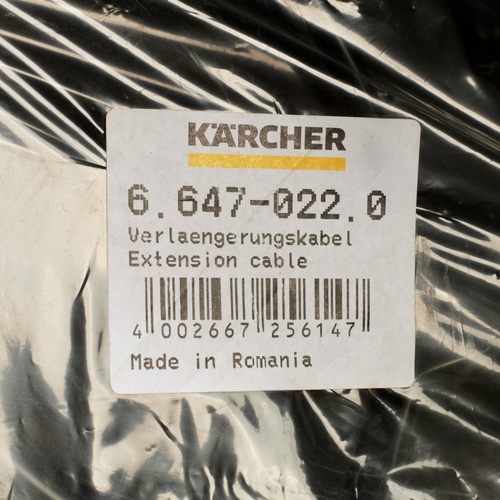 KÄRCHER
6.647-022.0
Verlaengerungskabel
Extension cable
4 002667 256147
Made in Romania